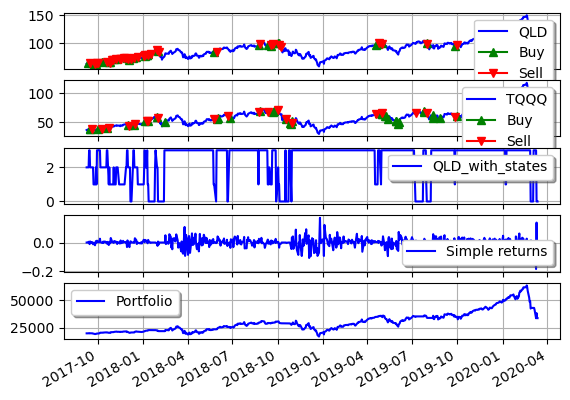 150
100
QLD
Buy
Sell
100
50
TQQQ
Buy
Sell
2
0
QLD_with_states
0.0
−0.2
Simple returns
50000
25000
Portfolio
2017-10 2018-01 2018-04 2018-07 2018-10 2019-01 2019-04 2019-07 2019-10 2020-01 2020-04